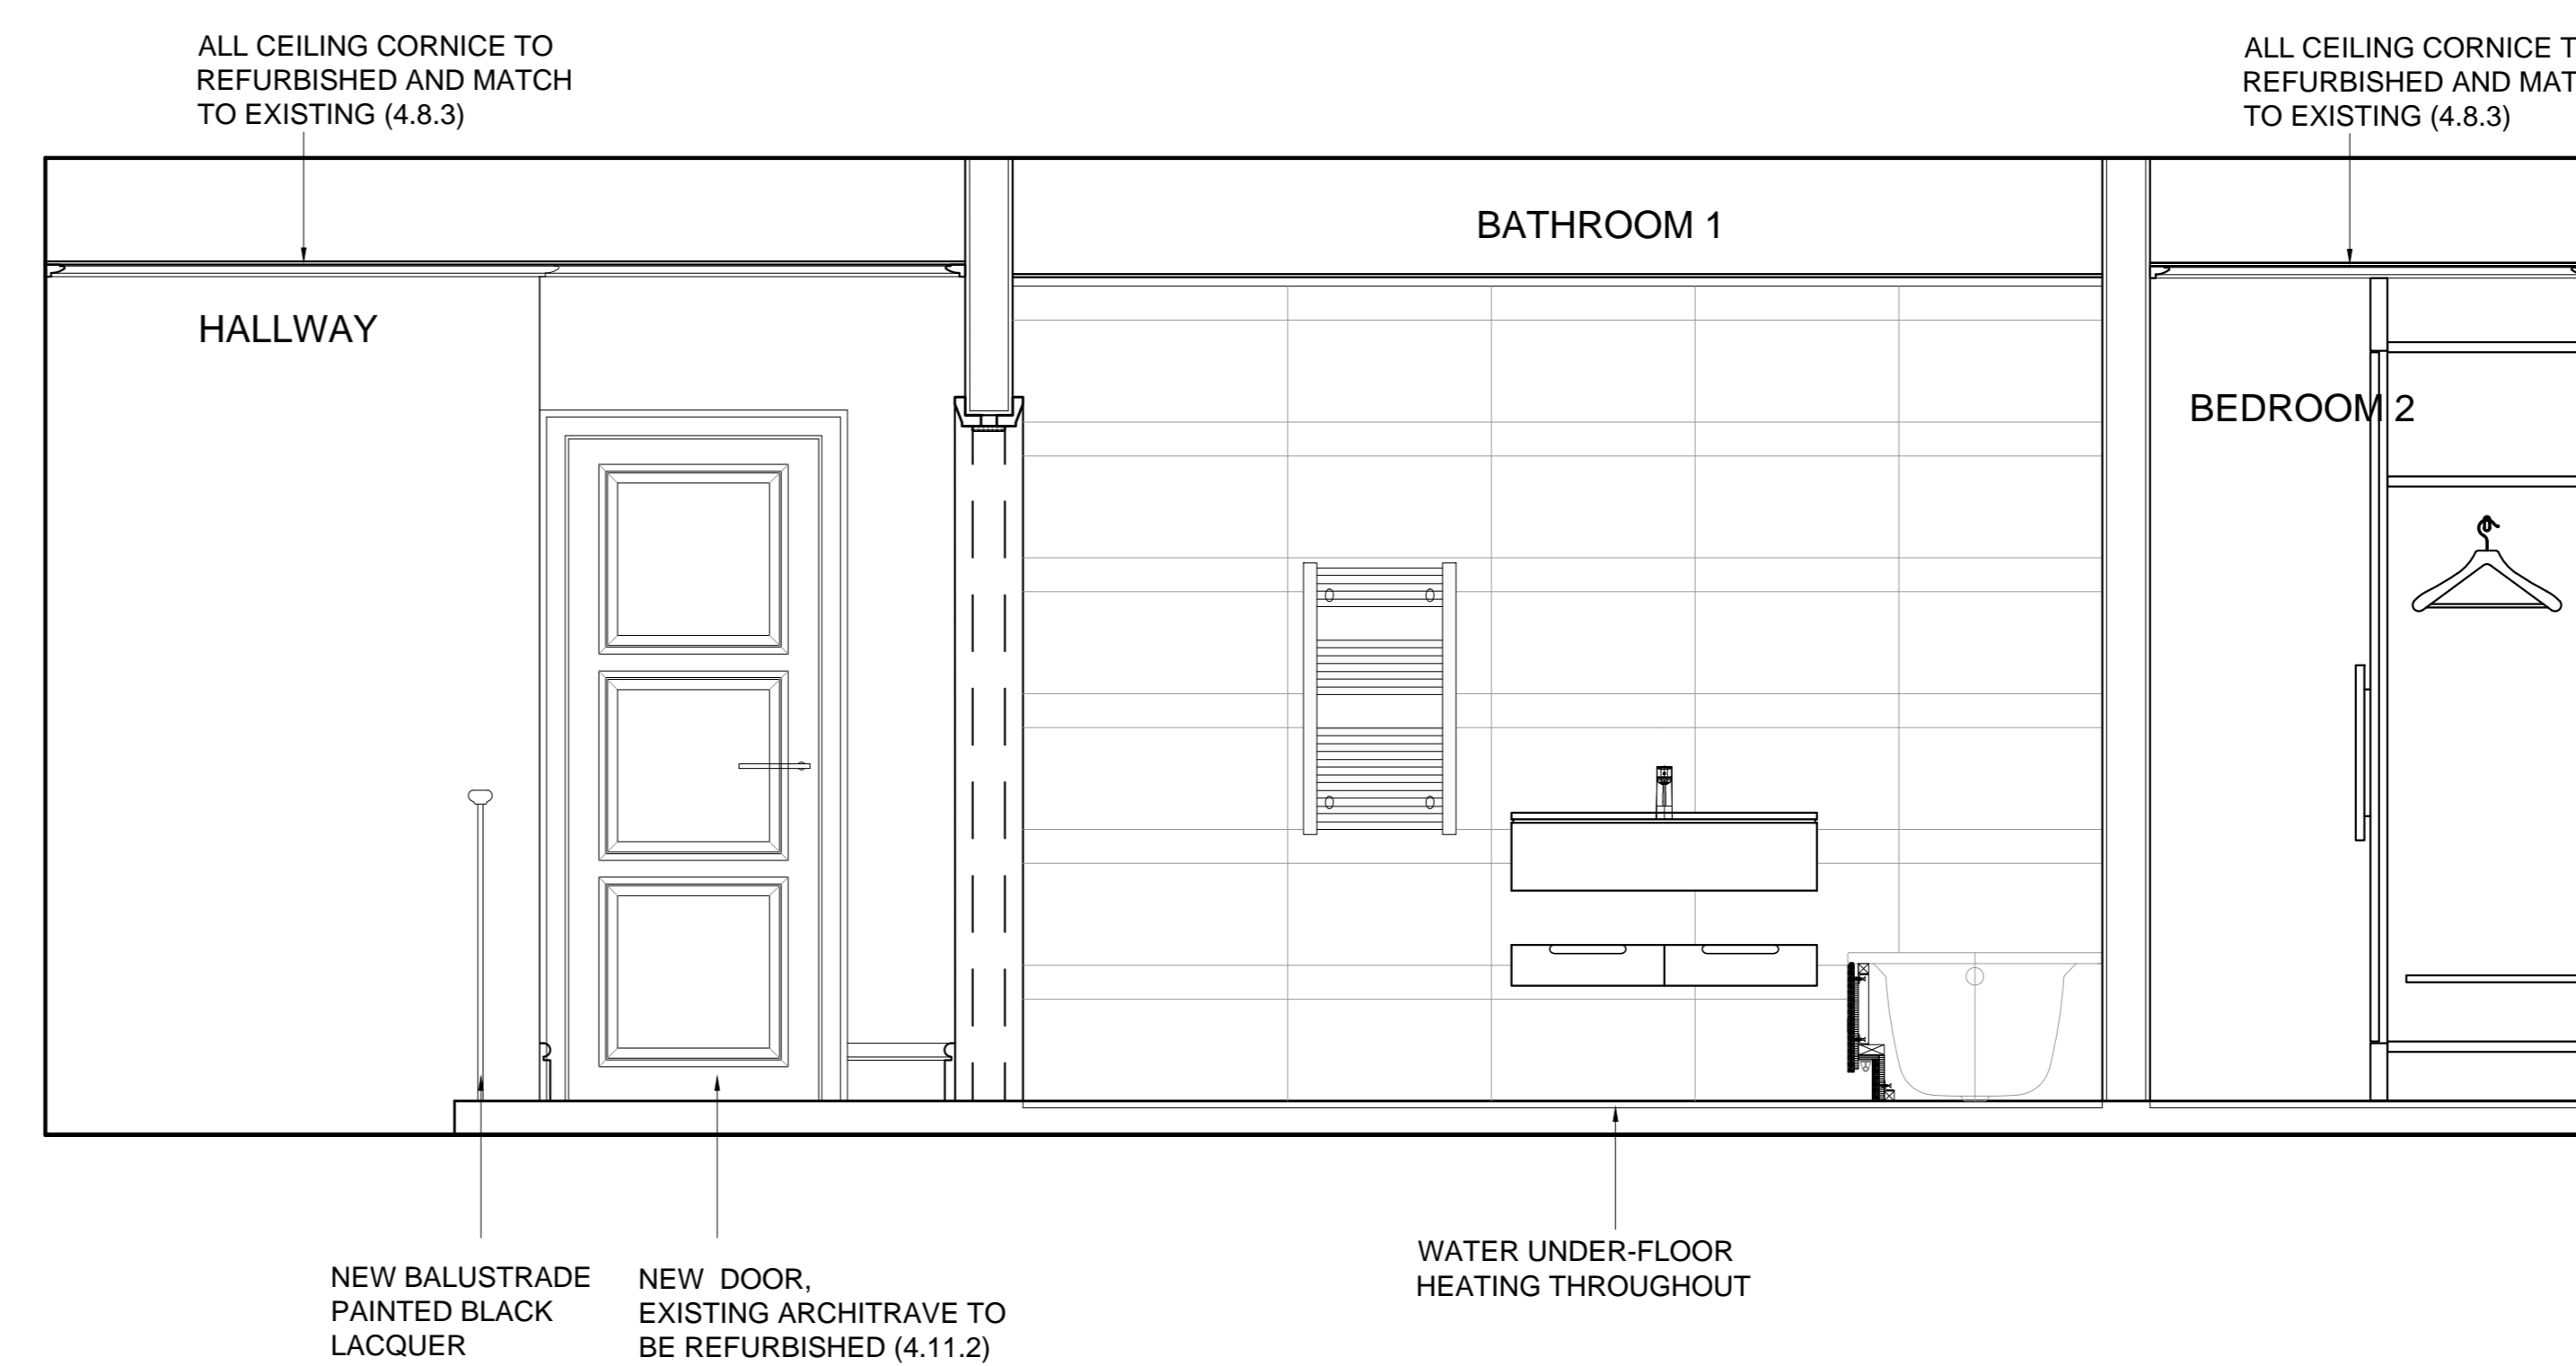 ALL CEILING CORNICE TO
REFURBISHED AND MATCH
TO EXISTING (4.8.3)
ALL CEILING CORNICE T
REFURBISHED AND MAT
TO EXISTING (4.8.3)
BATHROOM 1
HALLWAY
BEDROOM 2
NEW BALUSTRADE
PAINTED BLACK
LACQUER
NEW DOOR,
EXISTING ARCHITRAVE TO
BE REFURBISHED (4.11.2)
WATER UNDER-FLOOR
HEATING THROUGHOUT